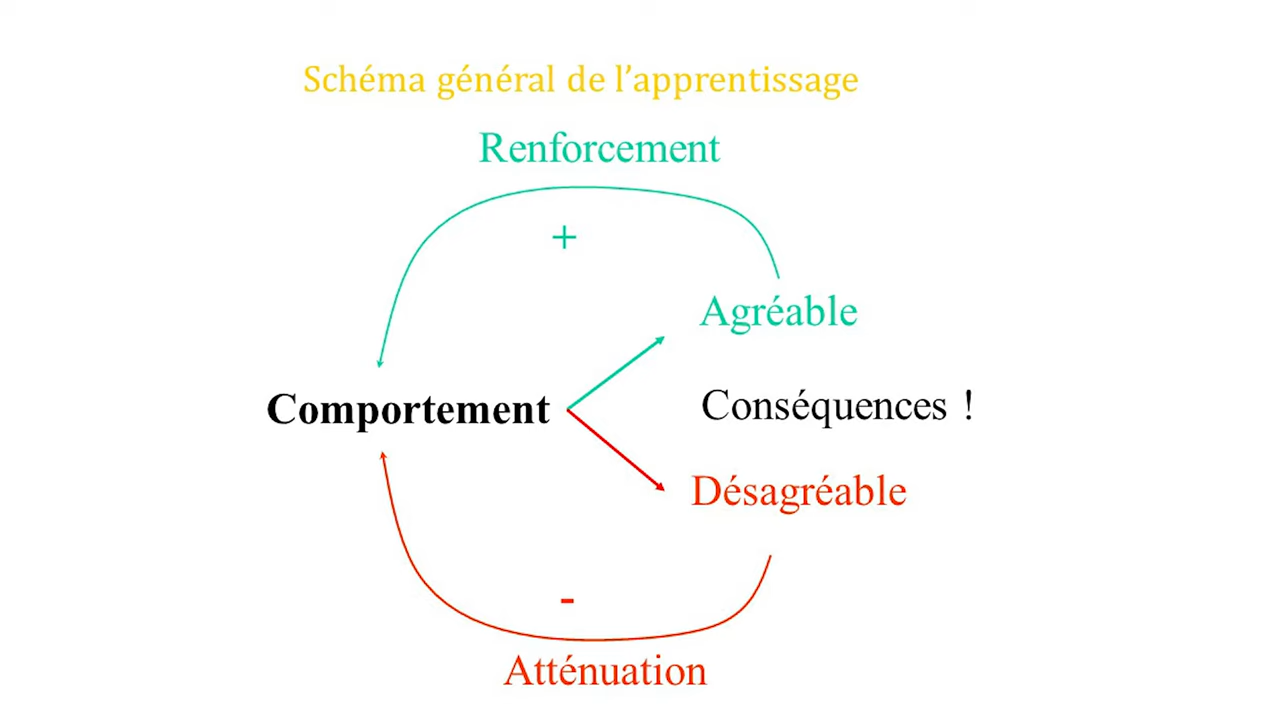 Schéma général de l’apprentissage
Renforcement
+
Agréable
Comportement
Conséquences !
Désagréable
-
Atténuation